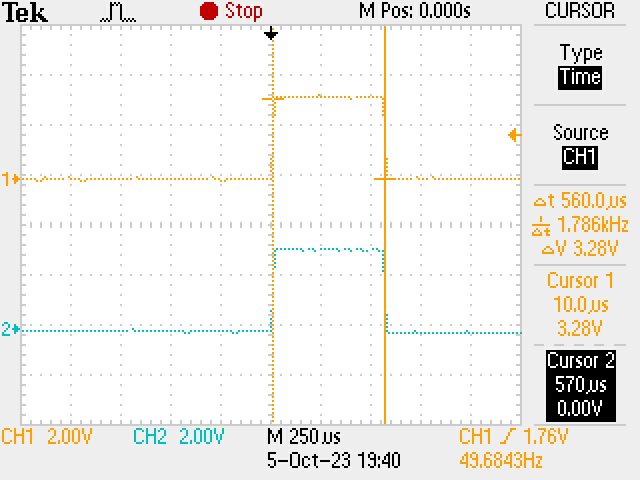 Tek Stop M Pos: 0.000s CURSOR
Type
Time
Source
CH1
1
Δt 560.0µs
1/Δt 1.786kHz
ΔV 3.28V
Cursor 1
10.0µs
3.28V
2
Cursor 2
570µs
0.00V
CH1 2.00V CH2 2.00V M 250µs CH1 1.76V
5-Oct-23 19:40 49.6843Hz